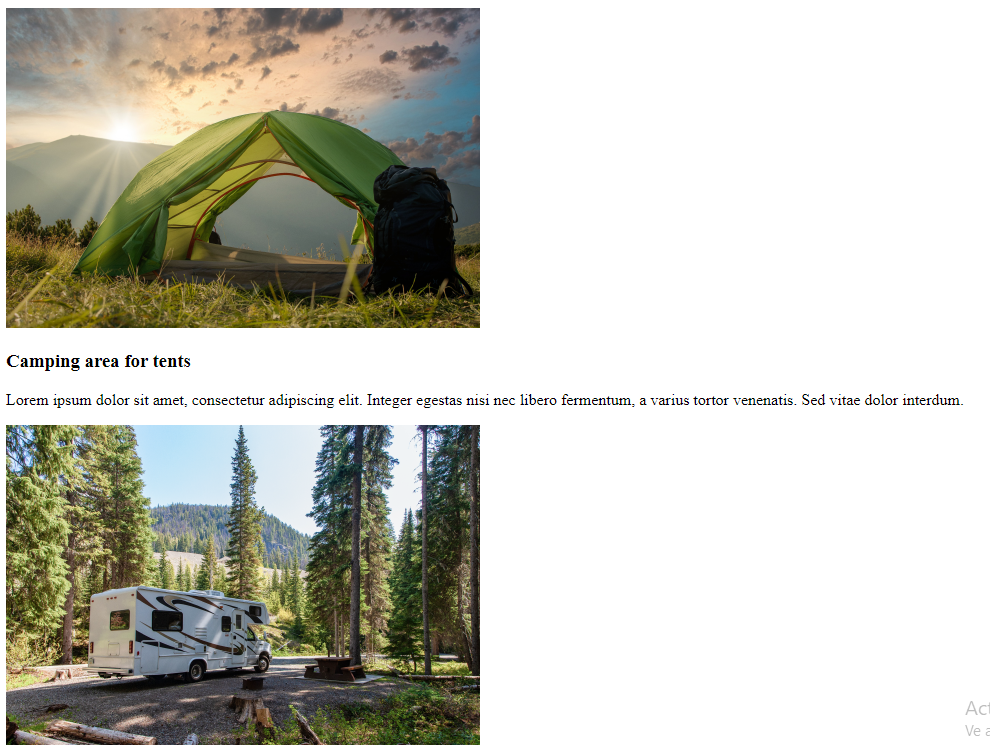 Camping area for tents
Lorem ipsum dolor sit amet, consectetur adipiscing elit. Integer egestas nisi nec libero fermentum, a varius tortor venenatis. Sed vitae dolor interdum.
Act
Ve a